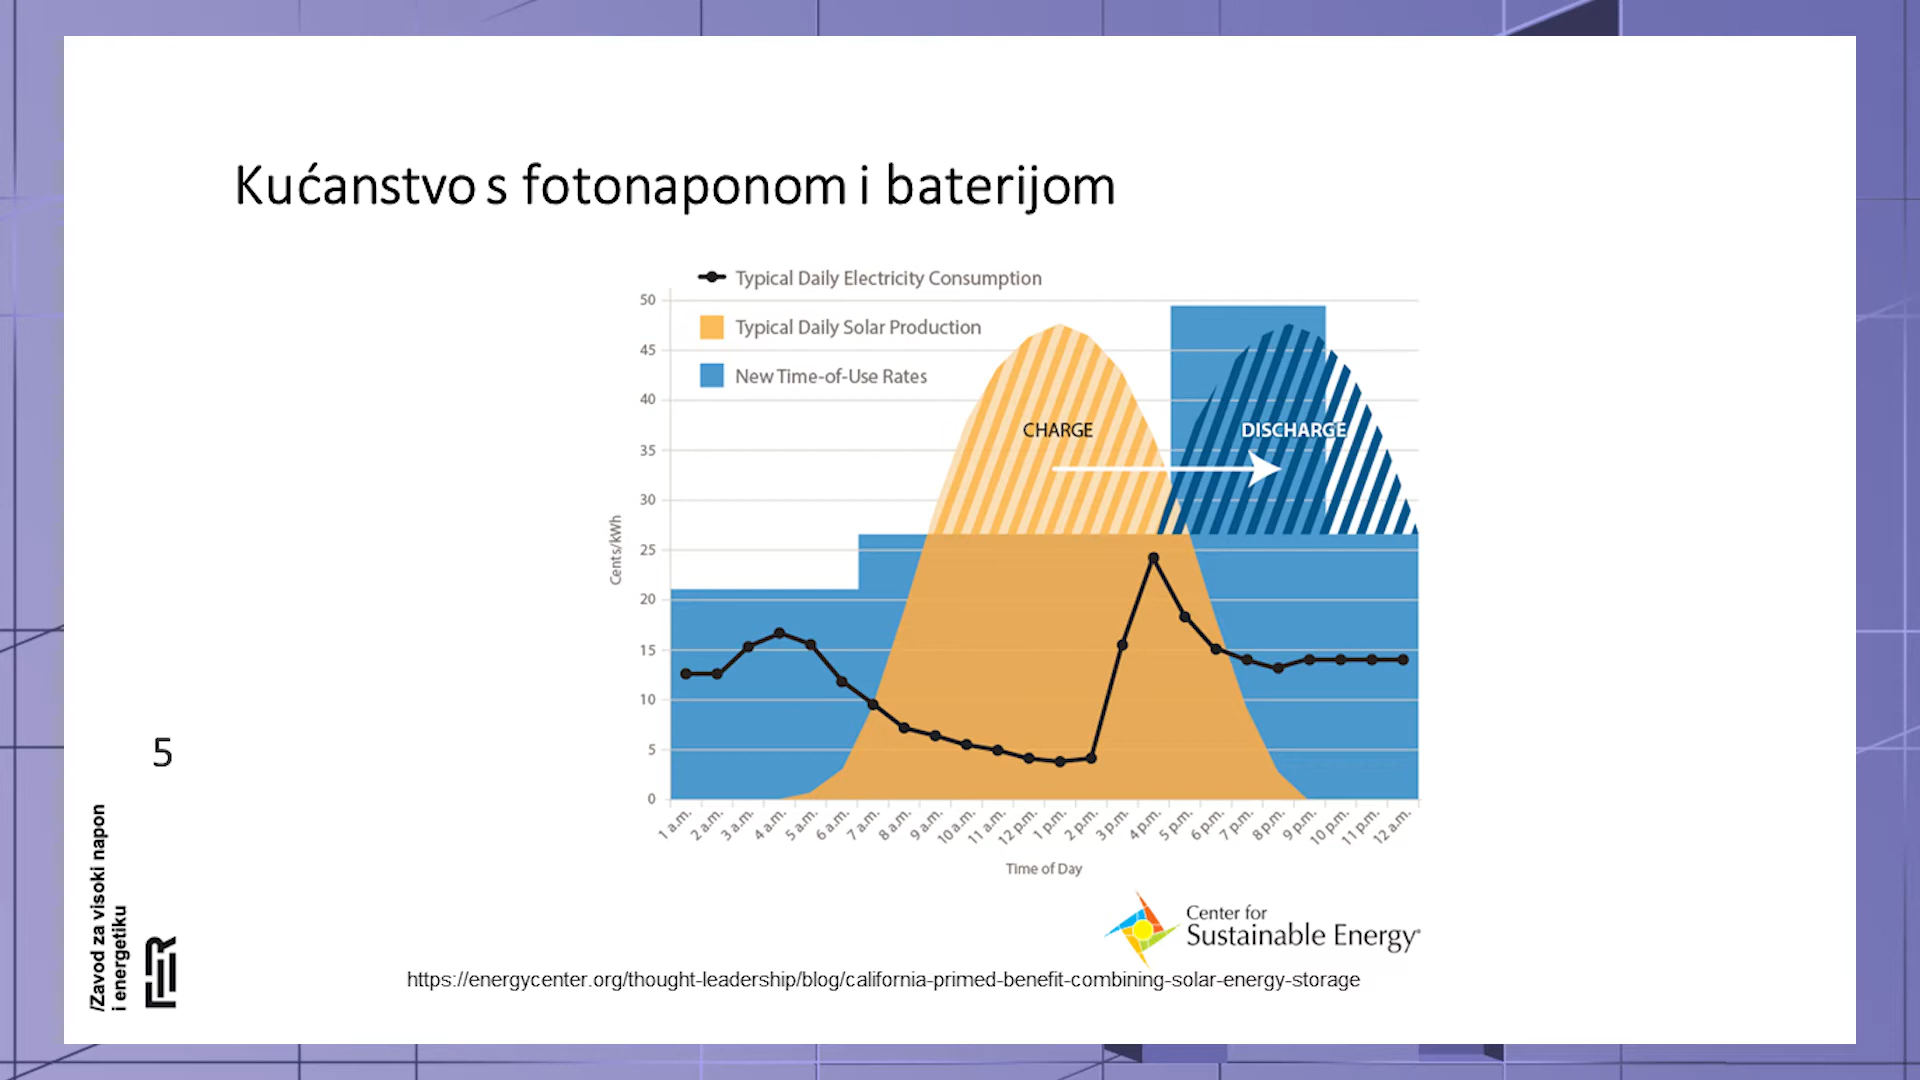 Kućanstvo s fotonaponom i baterijom
Typical Daily Electricity Consumption
Typical Daily Solar Production
New Time-of-Use Rates
50
45
40
35
30
25
20
15
10
5
0
Cents/kWh
CHARGE
DISCHARGE
1 a.m.
2 a.m.
3 a.m.
4 a.m.
5 a.m.
6 a.m.
7 a.m.
8 a.m.
9 a.m.
10 a.m.
11 a.m.
12 p.m.
1 p.m.
2 p.m.
3 p.m.
4 p.m.
5 p.m.
6 p.m.
7 p.m.
8 p.m.
9 p.m.
10 p.m.
11 p.m.
12 a.m.
Time of Day
5
/Zavod za visoki napon
i energetiku
Center for
Sustainable Energy®
https://energycenter.org/thought-leadership/blog/california-primed-benefit-combining-solar-energy-storage